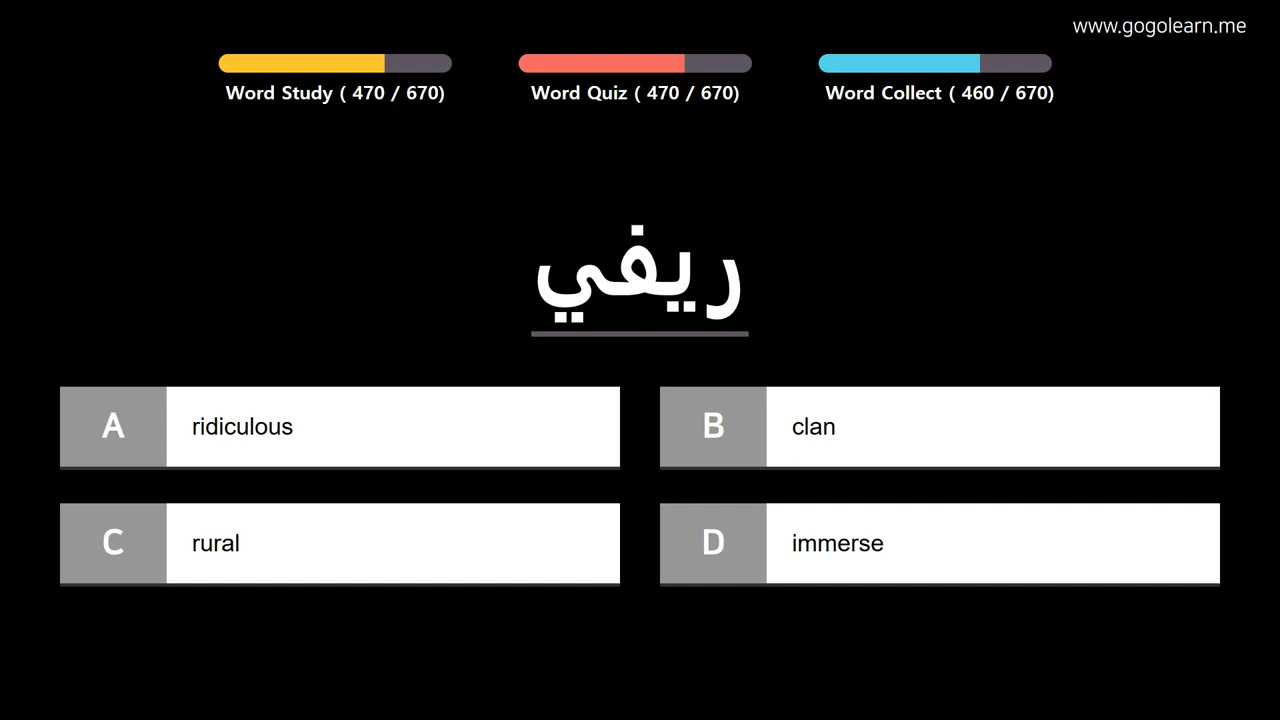 www.gogolearn.me
Word Study ( 470 / 670)
Word Quiz ( 470 / 670)
Word Collect ( 460 / 670)
ريفي
A ridiculous
B clan
C rural
D immerse